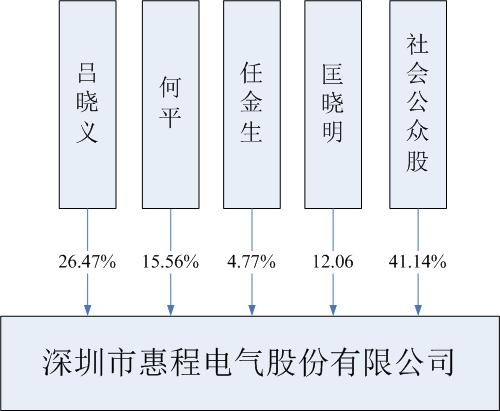 吕晓义
何平
任金生
匡晓明
社会公众股
26.47%
15.56%
4.77%
12.06
41.14%
深圳市惠程电气股份有限公司